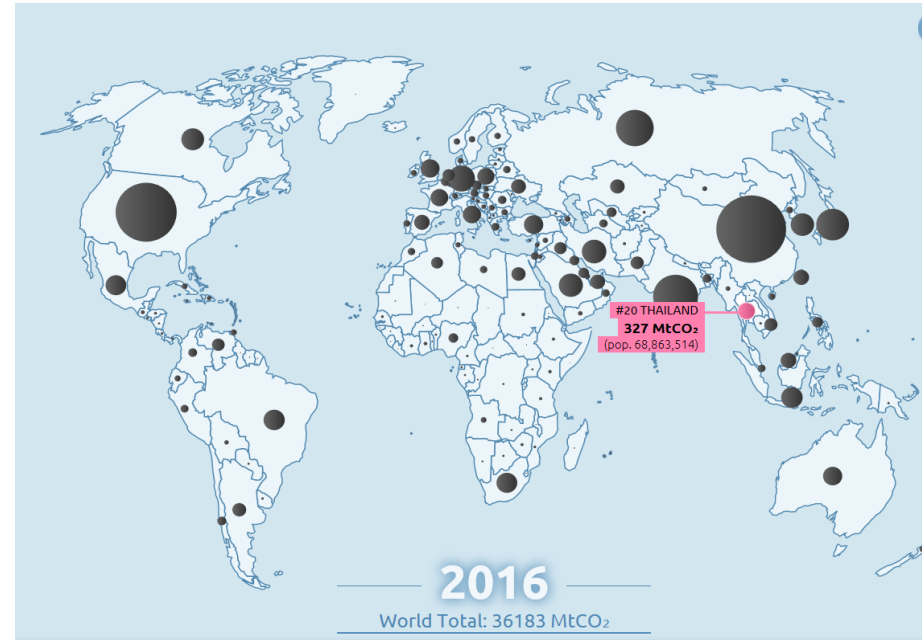 #20 THAILAND
327 MtCO₂
(pop. 68,863,514)
2016
World Total: 36183 MtCO₂